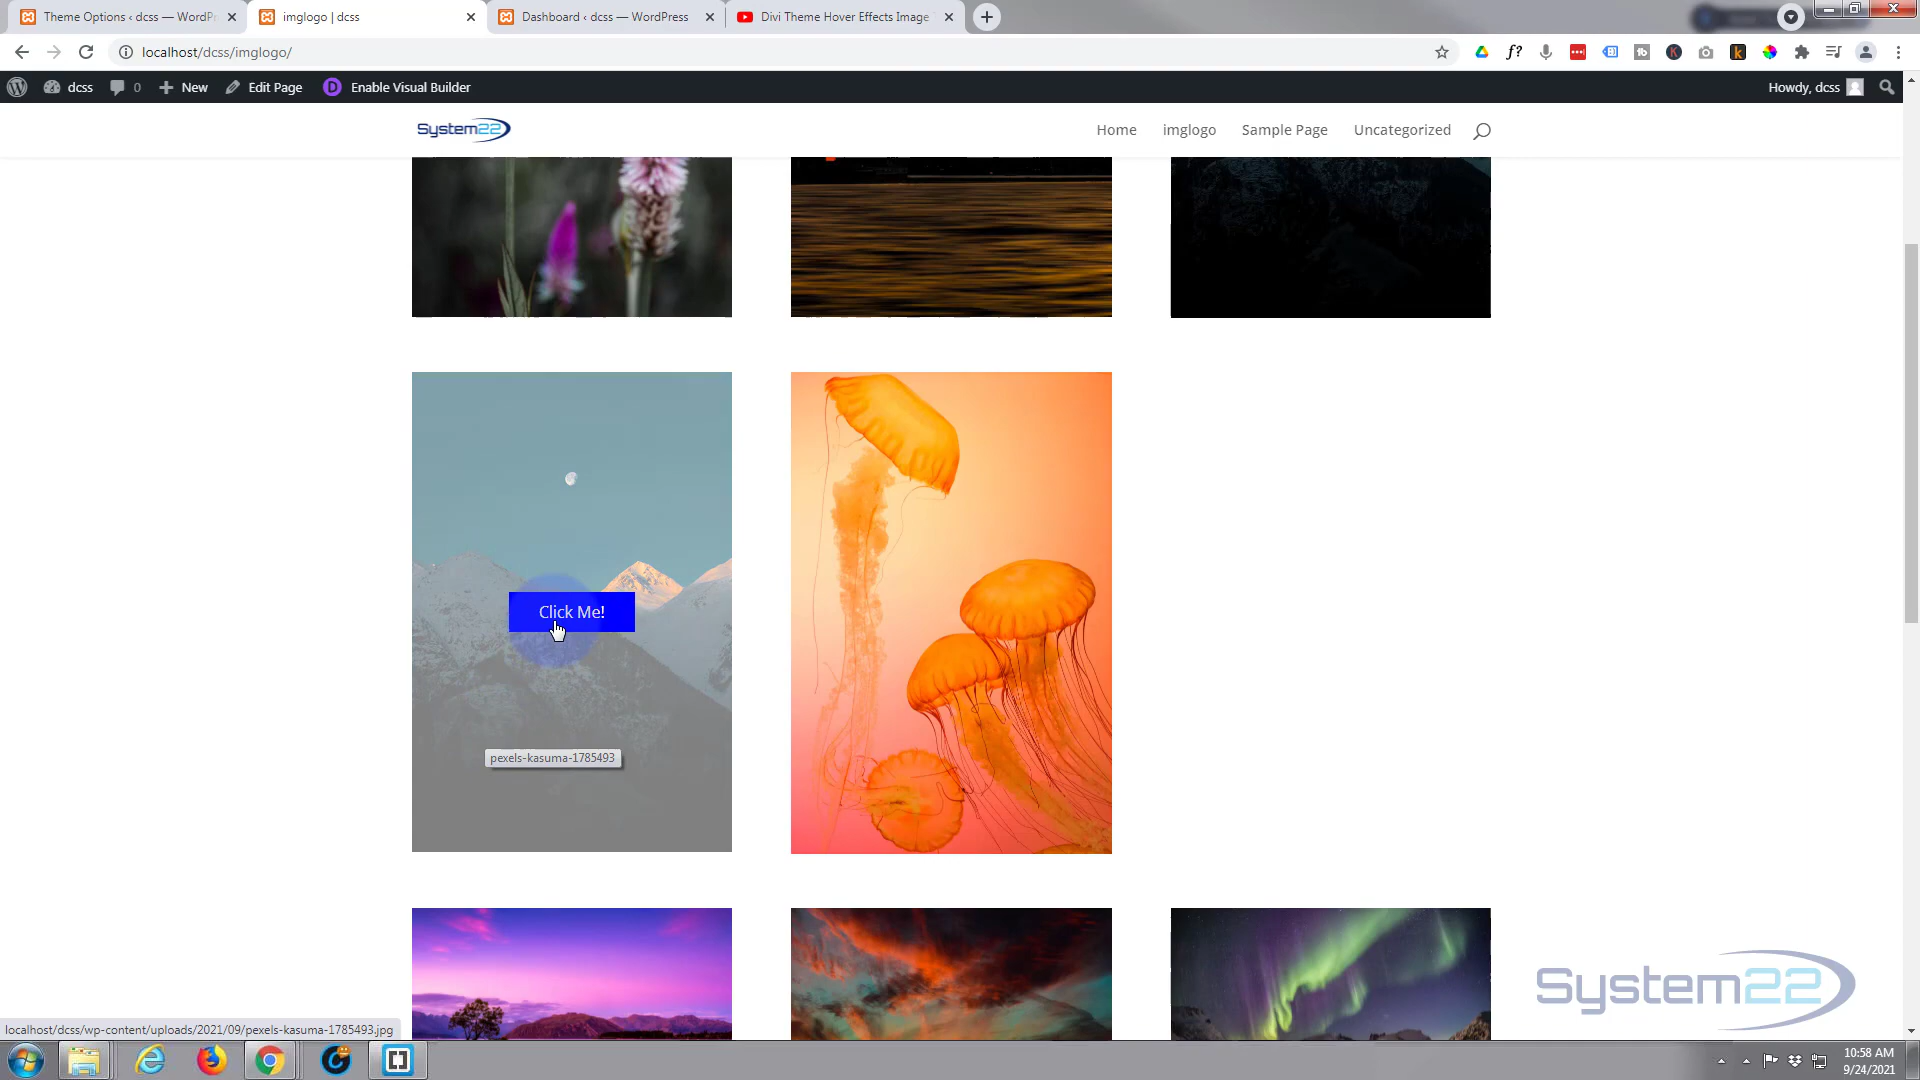 Theme Options ‹ dcss — WordPr
imglogo | dcss
Dashboard ‹ dcss — WordPress
Divi Theme Hover Effects Image
localhost/dcss/imglogo/
dcss
0
New
Edit Page
Enable Visual Builder
Howdy, dcss
System22
Home
imglogo
Sample Page
Uncategorized
Click Me!
pexels-kasuma-1785493
System22
localhost/dcss/wp-content/uploads/2021/09/pexels-kasuma-1785493.jpg
10:58 AM
9/24/2021